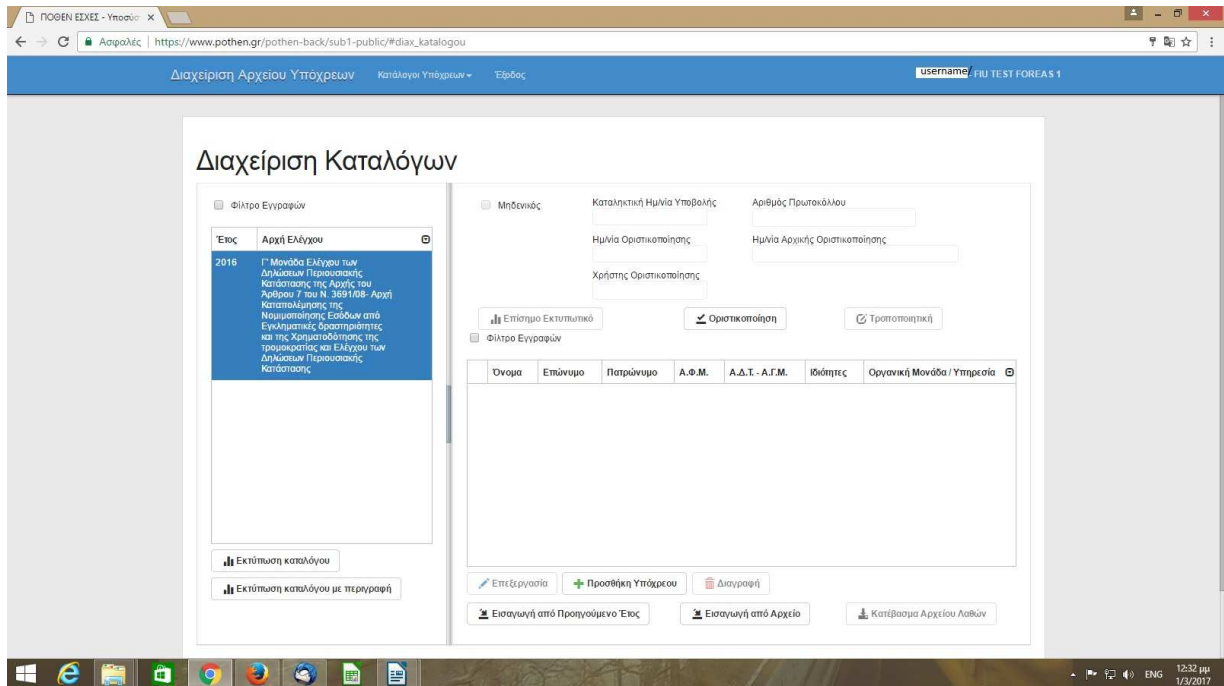 ΠΟΘΕΝ ΕΣΧΕΣ - Υποσύσ
Ασφαλές | https://www.pothen.gr/pothen-back/sub1-public/#diax_katalogou
Διαχείριση Αρχείου Υπόχρεων Κατάλογοι Υπόχρεων Έξοδος username/ FIU TEST FOREAS 1
Διαχείριση Καταλόγων
Φίλτρο Εγγραφών
Έτος Αρχή Ελέγχου
2016 Γ' Μονάδα Ελέγχου των
Δηλώσεων Περιουσιακής
Κατάστασης της Αρχής του
Άρθρου 7 του Ν. 3691/08- Αρχή
Καταπολέμησης της
Νομιμοποίησης Εσόδων από
Εγκληματικές δραστηριότητες
και της Χρηματοδότησης της
τρομοκρατίας και Ελέγχου των
Δηλώσεων Περιουσιακής
Κατάστασης
Εκτύπωση καταλόγου
Εκτύπωση καταλόγου με περιγραφή
Μηδενικός Καταληκτική Ημ/νία Υποβολής Αριθμός Πρωτοκόλλου
Ημ/νία Οριστικοποίησης Ημ/νία Αρχικής Οριστικοποίησης
Χρήστης Οριστικοποίησης
Επίσημο Εκτυπωτικό Οριστικοποίηση Τροποποιητική
Φίλτρο Εγγραφών
Όνομα Επώνυμο Πατρώνυμο Α.Φ.Μ. Α.Δ.Τ. - Α.Γ.Μ. Ιδιότητες Οργανική Μονάδα / Υπηρεσία
Επεξεργασία Προσθήκη Υπόχρεου Διαγραφή
Εισαγωγή από Προηγούμενο Έτος Εισαγωγή από Αρχείο Κατέβασμα Αρχείου Λαθών
ENG 12:32 μμ
1/3/2017